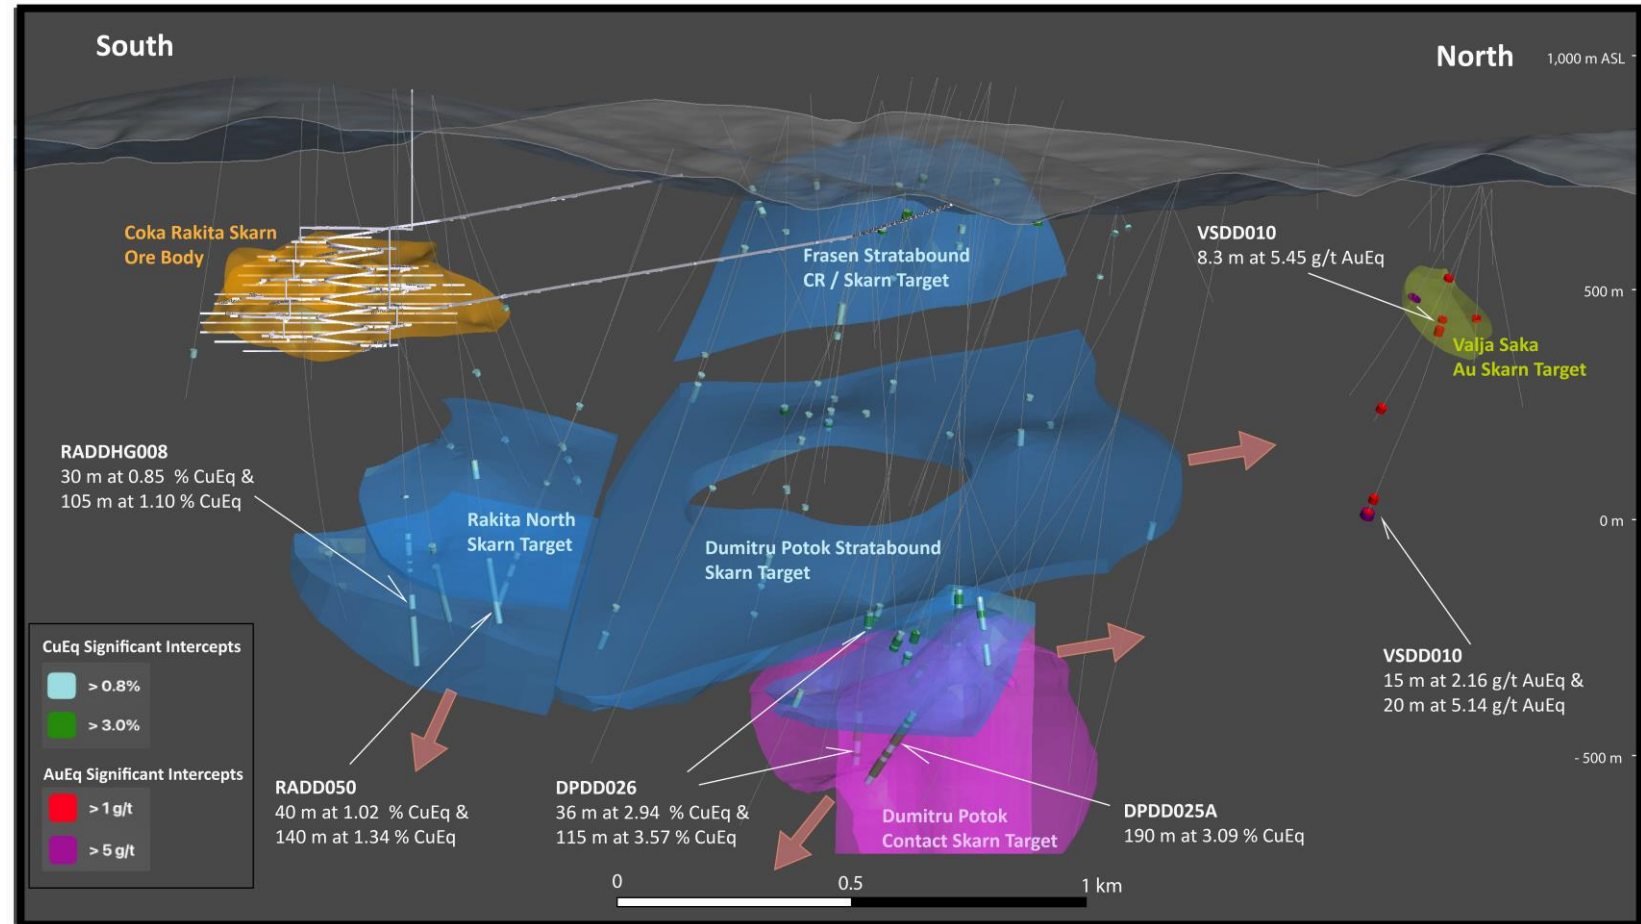 South
North
1,000 m ASL
Coka Rakita Skarn
Ore Body
Frasen Stratabound
CR / Skarn Target
VSDD010
8.3 m at 5.45 g/t AuEq
500 m
Valja Saka
Au Skarn Target
RADDHG008
30 m at 0.85 % CuEq &
105 m at 1.10 % CuEq
Rakita North
Skarn Target
Dumitru Potok Stratabound
Skarn Target
0 m
CuEq Significant Intercepts
> 0.8%
> 3.0%
AuEq Significant Intercepts
> 1 g/t
> 5 g/t
VSDD010
15 m at 2.16 g/t AuEq &
20 m at 5.14 g/t AuEq
- 500 m
RADD050
40 m at 1.02 % CuEq &
140 m at 1.34 % CuEq
DPDD026
36 m at 2.94 % CuEq &
115 m at 3.57 % CuEq
Dumitru Potok
Contact Skarn Target
DPDD025A
190 m at 3.09 % CuEq
0
0.5
1 km